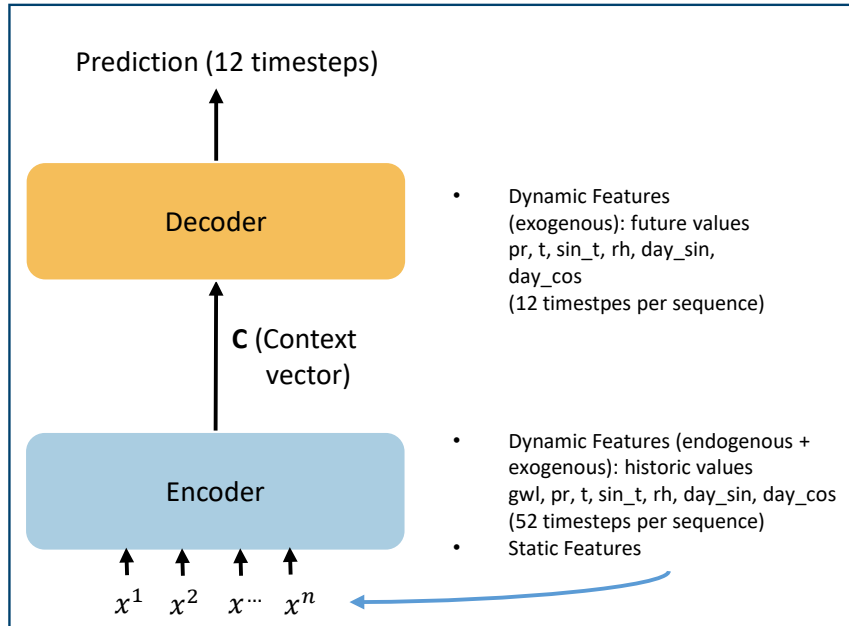 Prediction (12 timesteps)
Decoder
• Dynamic Features
(exogenous): future values
pr, t, sin_t, rh, day_sin,
day_cos
(12 timestpes per sequence)
C (Context
vector)
Encoder
• Dynamic Features (endogenous +
exogenous): historic values
gwl, pr, t, sin_t, rh, day_sin, day_cos
(52 timesteps per sequence)
• Static Features
x¹ x² x^… xⁿ